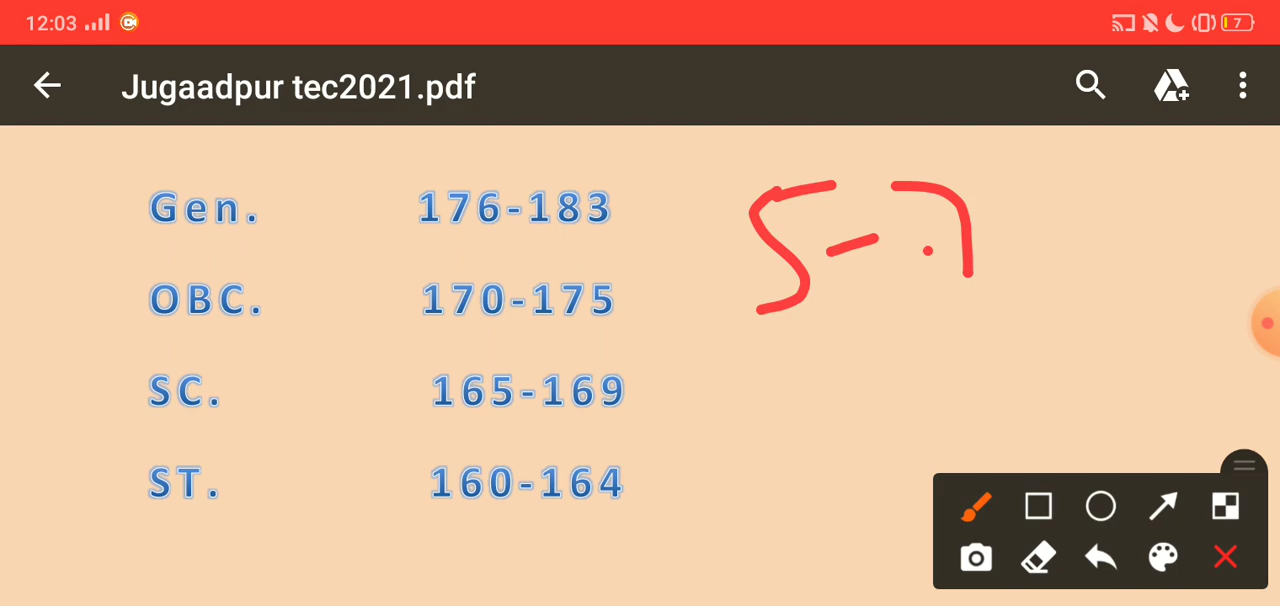 12:03 7
Jugaadpur tec2021.pdf
Gen. 176-183
OBC. 170-175
SC. 165-169
ST. 160-164
5-7